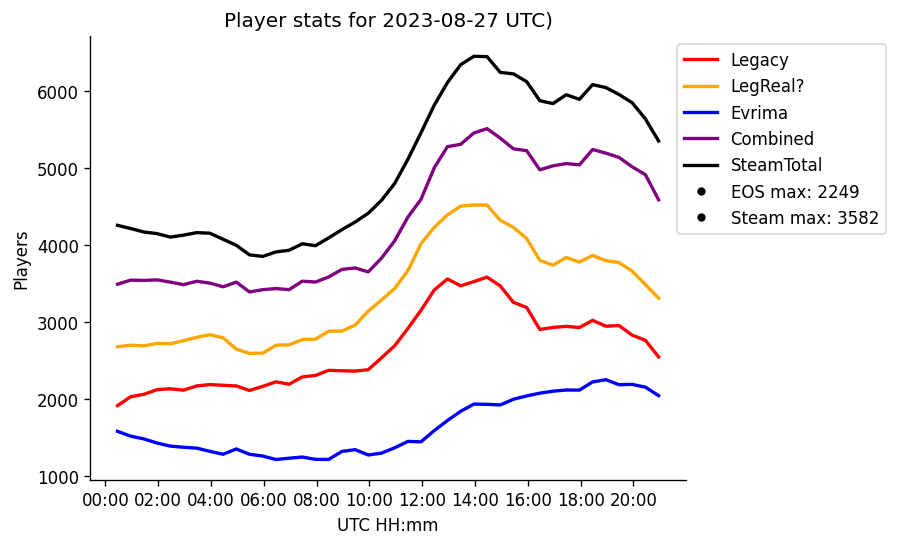 Player stats for 2023-08-27 UTC)
Legacy
LegReal?
Evrima
Combined
SteamTotal
EOS max: 2249
Steam max: 3582
Players
6000
5000
4000
3000
2000
1000
00:00 02:00 04:00 06:00 08:00 10:00 12:00 14:00 16:00 18:00 20:00
UTC HH:mm